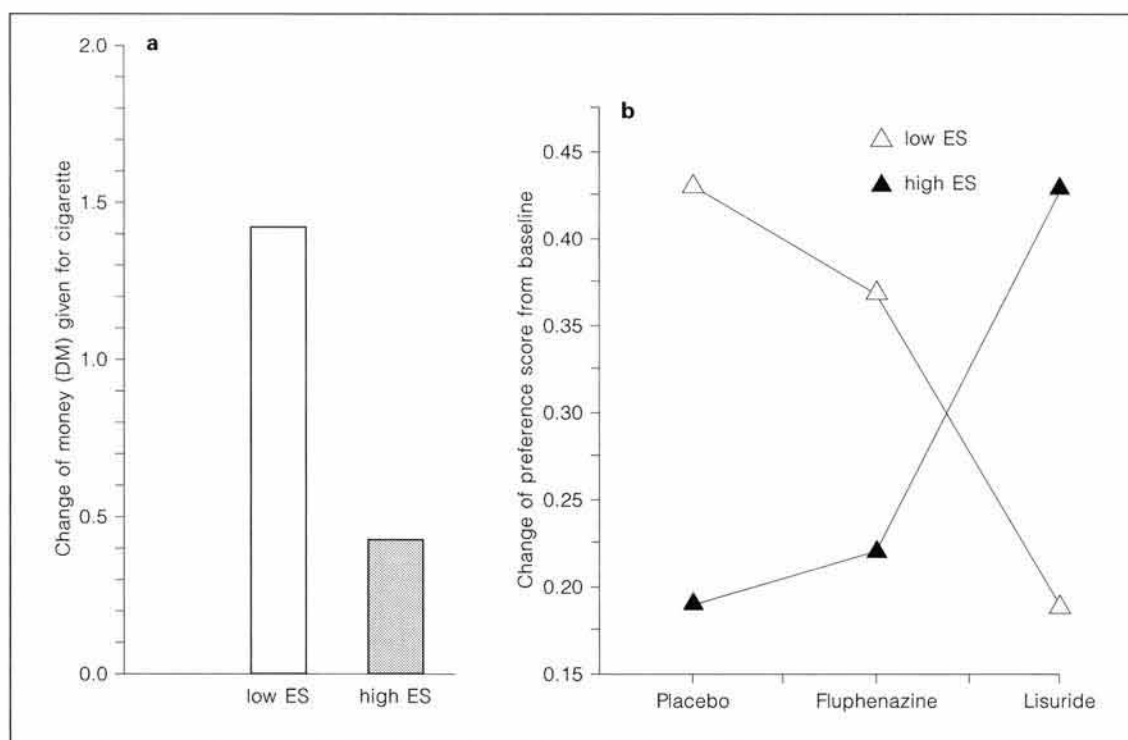 a
Change of money (DM) given for cigarette
2.0
1.5
1.0
0.5
0.0
low ES
high ES
b
Change of preference score from baseline
0.45
0.40
0.35
0.30
0.25
0.20
0.15
low ES
high ES
Placebo
Fluphenazine
Lisuride